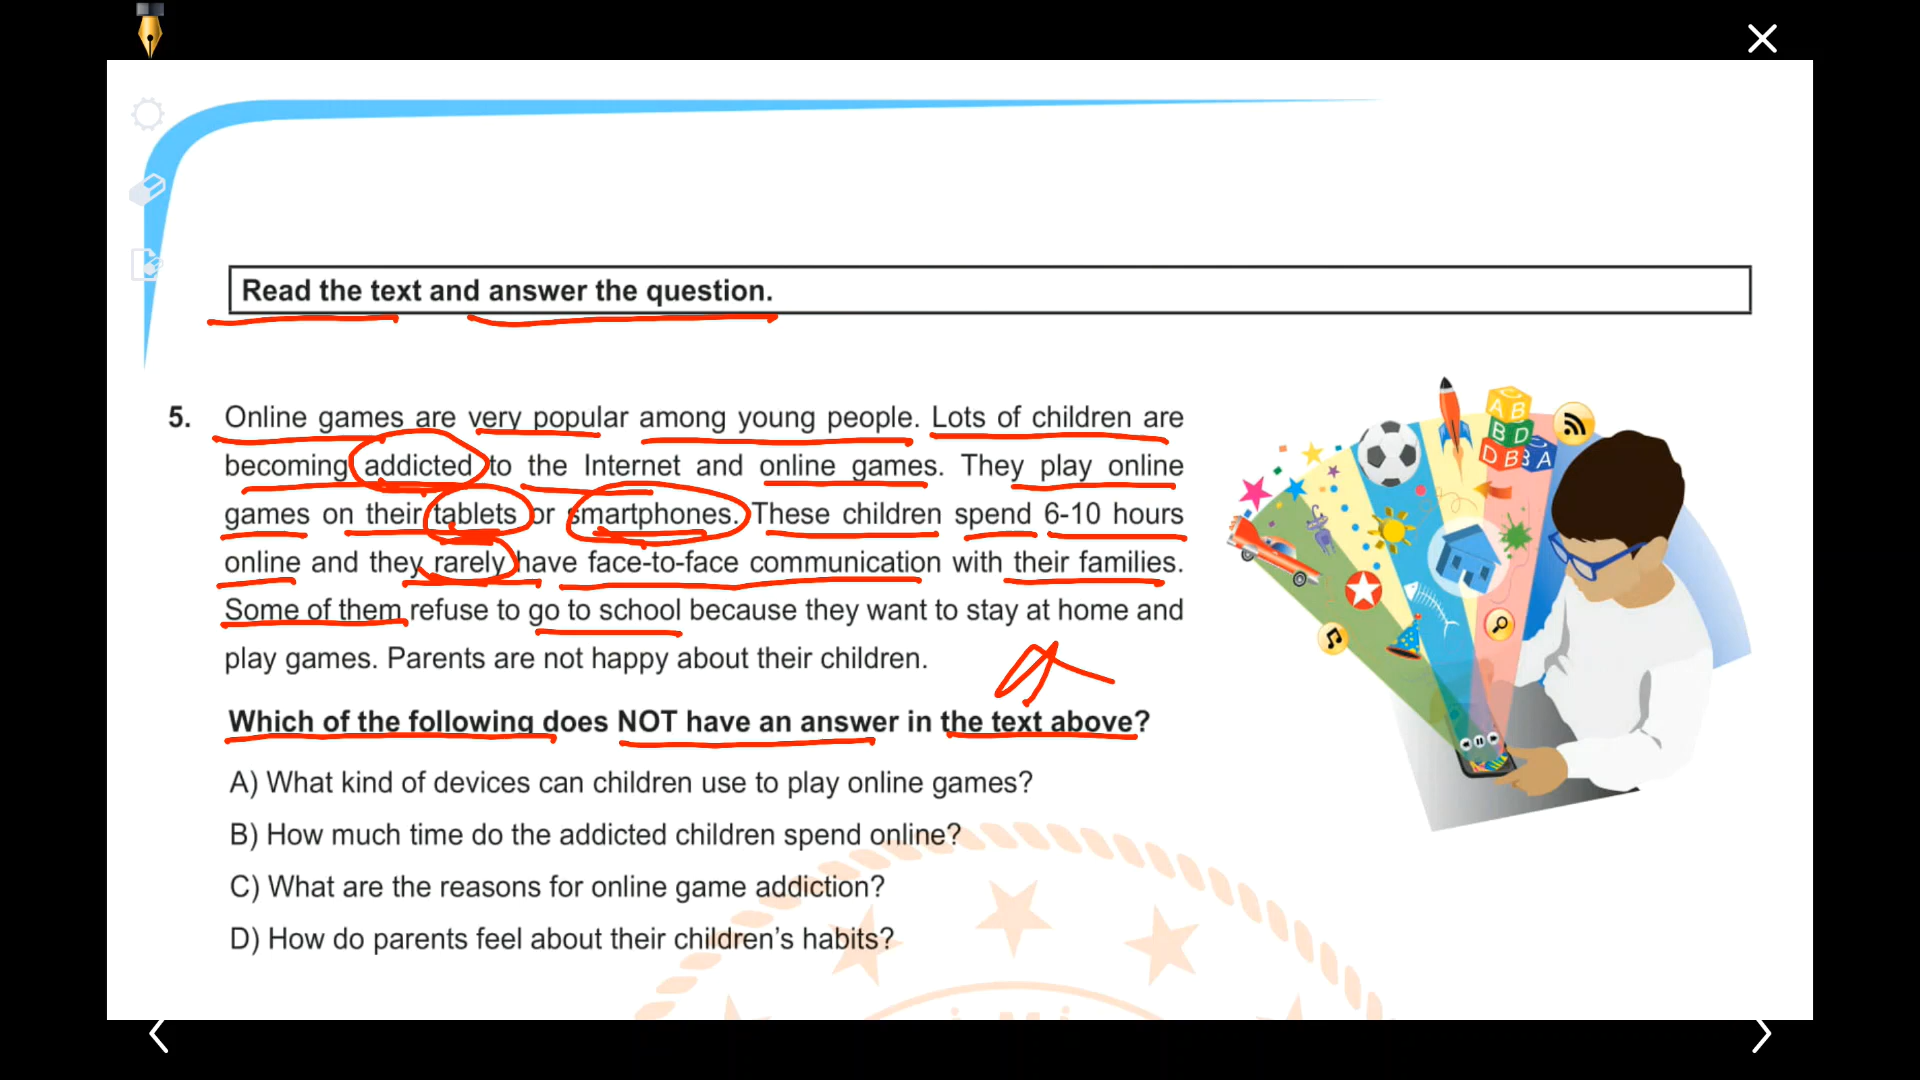 Read the text and answer the question.
5. Online games are very popular among young people. Lots of children are
becoming addicted to the Internet and online games. They play online
games on their tablets or smartphones. These children spend 6-10 hours
online and they rarely have face-to-face communication with their families.
Some of them refuse to go to school because they want to stay at home and
play games. Parents are not happy about their children.
Which of the following does NOT have an answer in the text above?
A) What kind of devices can children use to play online games?
B) How much time do the addicted children spend online?
C) What are the reasons for online game addiction?
D) How do parents feel about their children's habits?
C
A B
B D
D B B A